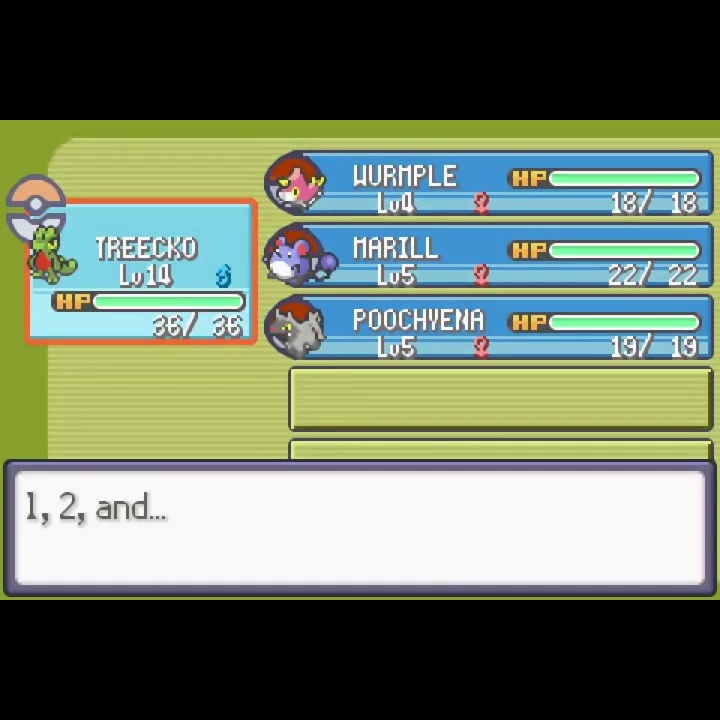 TREECKO
Lv14 ♂
HP
36/ 36
WURMPLE HP
Lv4 ♀ 18/ 18
MARILL HP
Lv5 ♀ 22/ 22
POOCHYENA HP
Lv5 ♀ 19/ 19
1, 2, and...